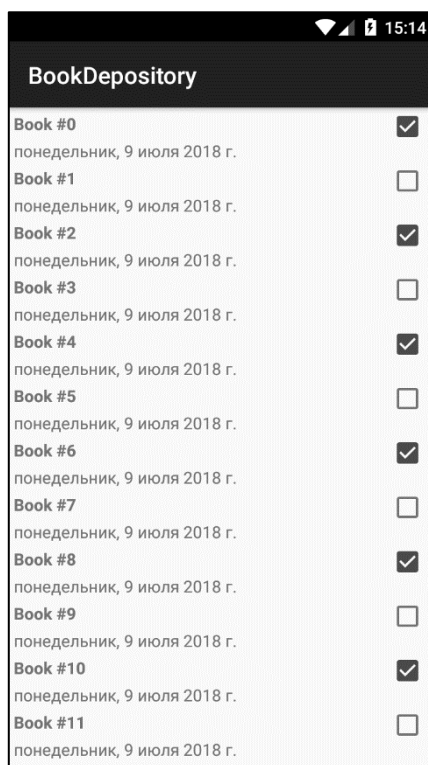 15:14
BookDepository
Book #0
понедельник, 9 июля 2018 г.
Book #1
понедельник, 9 июля 2018 г.
Book #2
понедельник, 9 июля 2018 г.
Book #3
понедельник, 9 июля 2018 г.
Book #4
понедельник, 9 июля 2018 г.
Book #5
понедельник, 9 июля 2018 г.
Book #6
понедельник, 9 июля 2018 г.
Book #7
понедельник, 9 июля 2018 г.
Book #8
понедельник, 9 июля 2018 г.
Book #9
понедельник, 9 июля 2018 г.
Book #10
понедельник, 9 июля 2018 г.
Book #11
понедельник, 9 июля 2018 г.